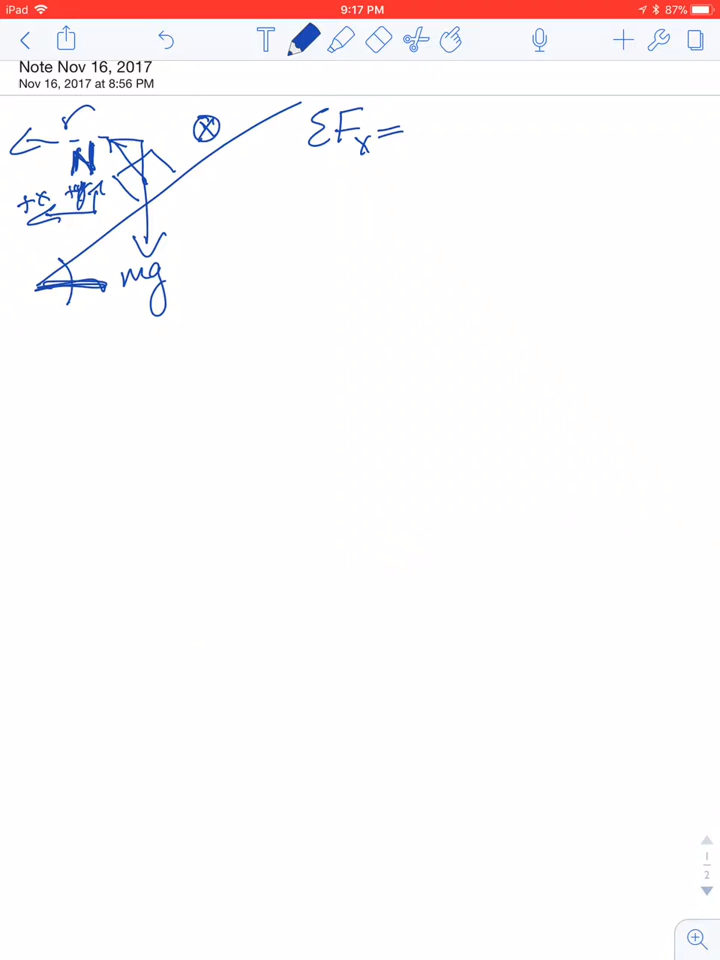 iPad 9:17 PM 87%
T
Note Nov 16, 2017
Nov 16, 2017 at 8:56 PM
r
X
ΣFx=
N
+x +y
mg
1
2